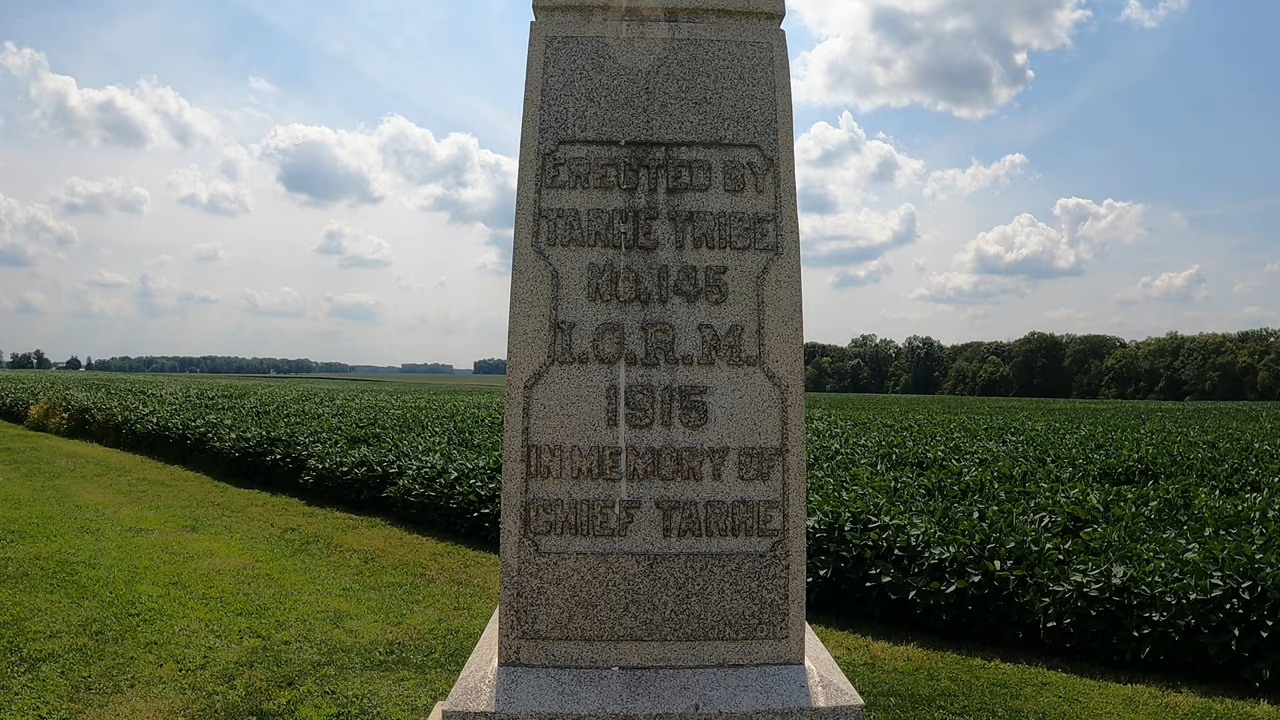 ERECTED BY
TARHE TRIBE
No. 145
I.O.R.M.
1915
IN MEMORY OF
CHIEF TARHE